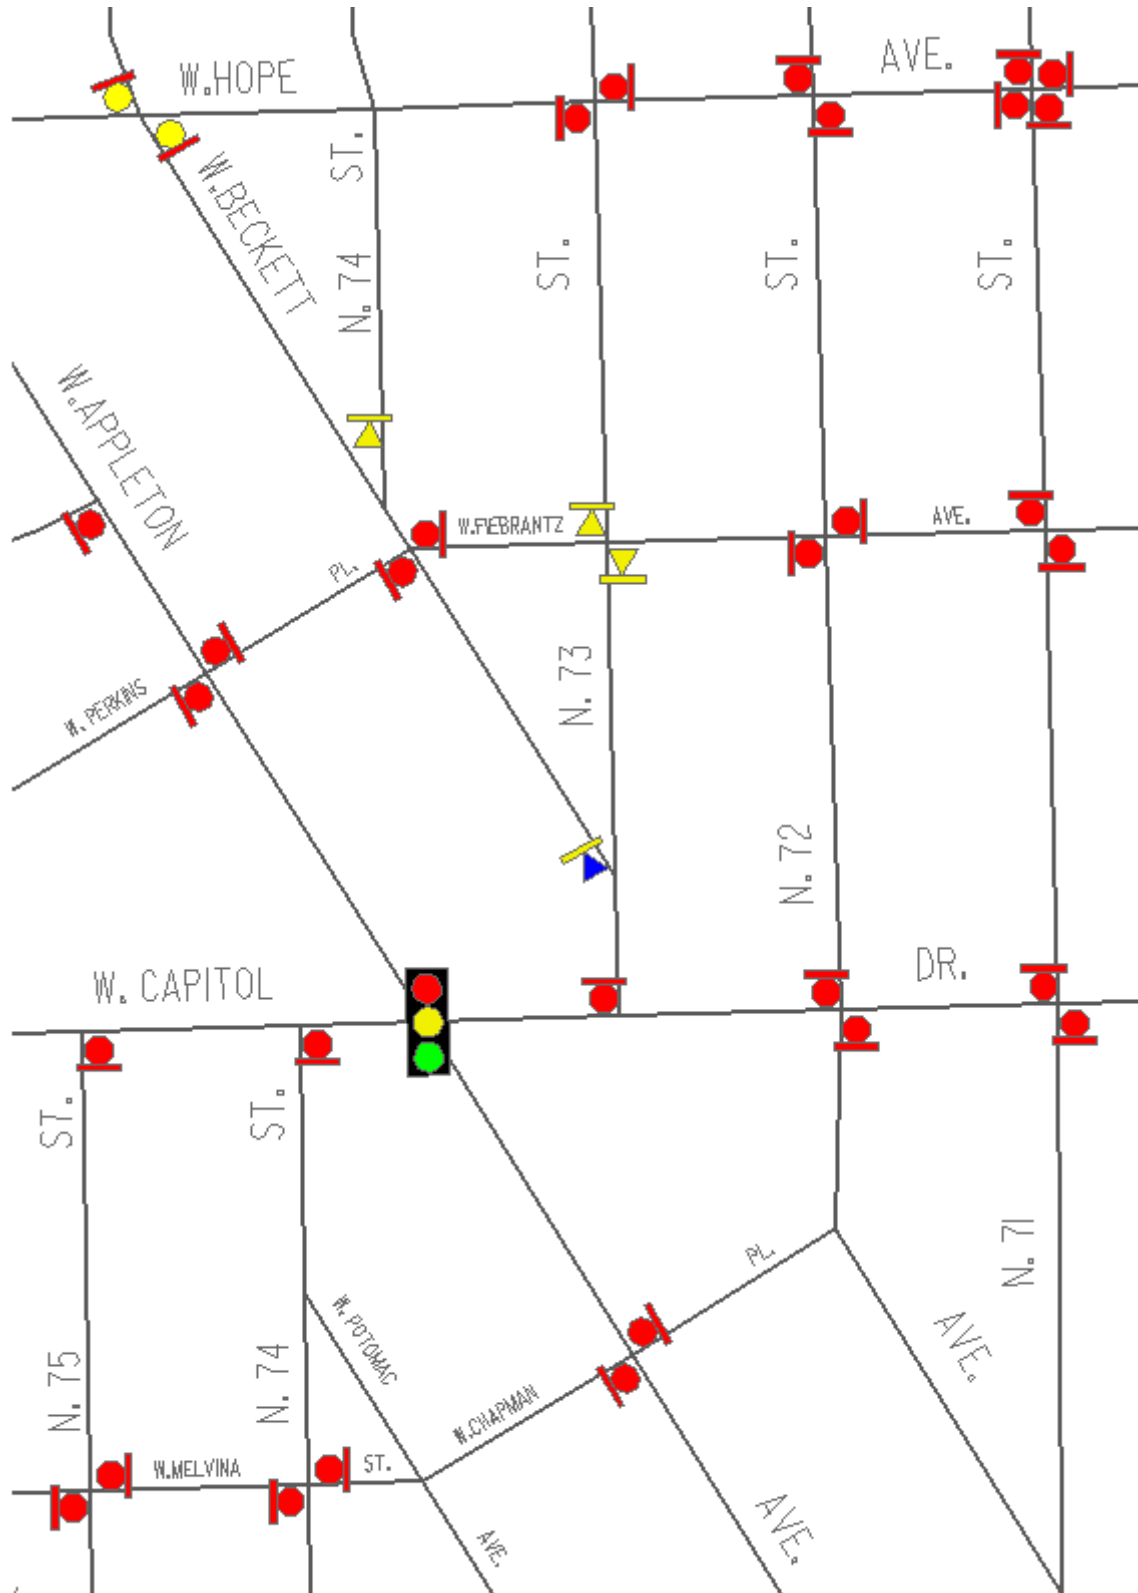 W. HOPE
AVE.
ST.
W. BECKETT
ST.
ST.
ST.
N. 74
W. APPLETON
W. FIEBRANTZ
AVE.
PL.
W. PERKINS
N. 73
N. 72
W. CAPITOL
DR.
ST.
ST.
N. 71
PL.
W. POTOMAC
AVE.
N. 75
N. 74
W. CHAPMAN
W. MELVINA
ST.
AVE.
AVE.